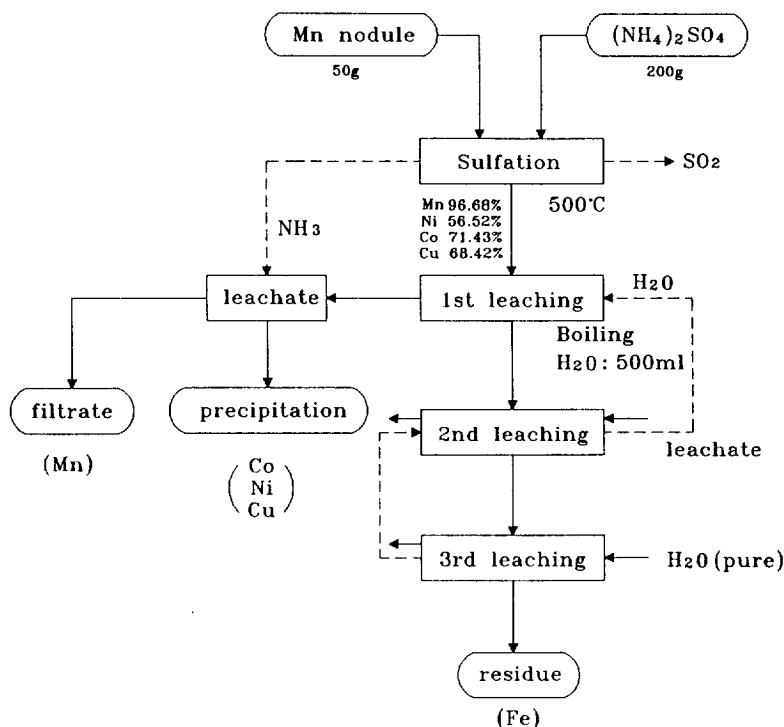 Mn nodule
(NH4)2SO4
50g
200g
Sulfation
SO2
Mn 96.68%
Ni 56.52%
Co 71.43%
Cu 68.42%
500℃
NH3
leachate
1st leaching
H2O
Boiling
H2O : 500ml
filtrate
precipitation
2nd leaching
leachate
(Mn)
Co
Ni
Cu
3rd leaching
H2O (pure)
residue
(Fe)